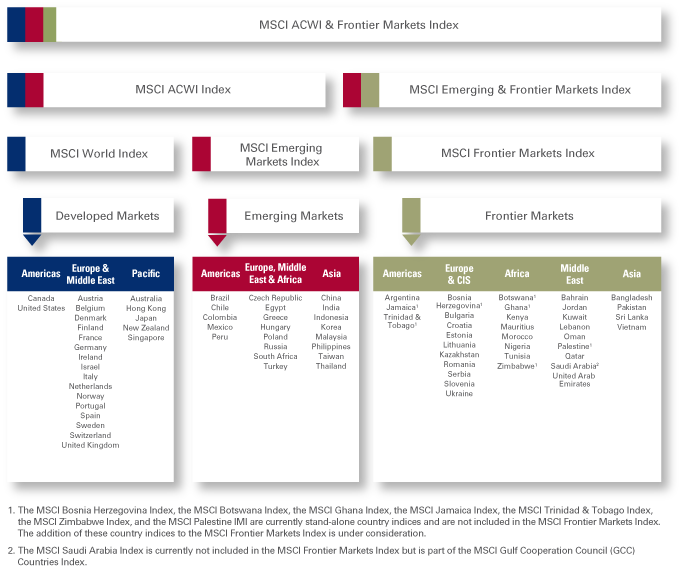 MSCI ACWI & Frontier Markets Index
MSCI ACWI Index
MSCI Emerging & Frontier Markets Index
MSCI World Index
MSCI Emerging
Markets Index
MSCI Frontier Markets Index
Developed Markets
Emerging Markets
Frontier Markets
Americas
Europe &
Middle East
Pacific
Canada
United States
Austria
Belgium
Denmark
Finland
France
Germany
Ireland
Israel
Italy
Netherlands
Norway
Portugal
Spain
Sweden
Switzerland
United Kingdom
Australia
Hong Kong
Japan
New Zealand
Singapore
Americas
Europe, Middle
East & Africa
Asia
Brazil
Chile
Colombia
Mexico
Peru
Czech Republic
Egypt
Greece
Hungary
Poland
Russia
South Africa
Turkey
China
India
Indonesia
Korea
Malaysia
Philippines
Taiwan
Thailand
Americas
Europe
& CIS
Africa
Middle
East
Asia
Argentina
Jamaica¹
Trinidad &
Tobago¹
Bosnia
Herzegovina¹
Bulgaria
Croatia
Estonia
Lithuania
Kazakhstan
Romania
Serbia
Slovenia
Ukraine
Botswana¹
Ghana¹
Kenya
Mauritius
Morocco
Nigeria
Tunisia
Zimbabwe¹
Bahrain
Jordan
Kuwait
Lebanon
Oman
Palestine¹
Qatar
Saudi Arabia²
United Arab
Emirates
Bangladesh
Pakistan
Sri Lanka
Vietnam
1. The MSCI Bosnia Herzegovina Index, the MSCI Botswana Index, the MSCI Ghana Index, the MSCI Jamaica Index, the MSCI Trinidad & Tobago Index,
the MSCI Zimbabwe Index, and the MSCI Palestine IMI are currently stand-alone country indices and are not included in the MSCI Frontier Markets Index.
The addition of these country indices to the MSCI Frontier Markets Index is under consideration.
2. The MSCI Saudi Arabia Index is currently not included in the MSCI Frontier Markets Index but is part of the MSCI Gulf Cooperation Council (GCC)
Countries Index.